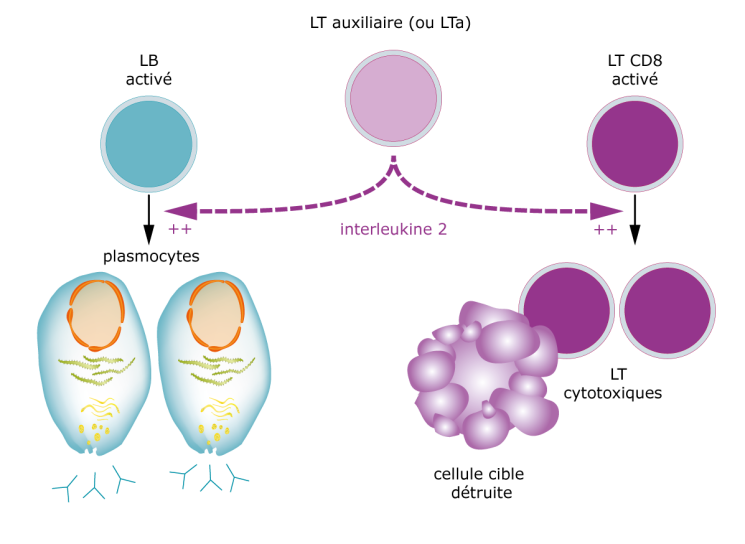 LT auxiliaire (ou LTa)
LB
activé
LT CD8
activé
++
interleukine 2
++
plasmocytes
LT
cytotoxiques
cellule cible
détruite